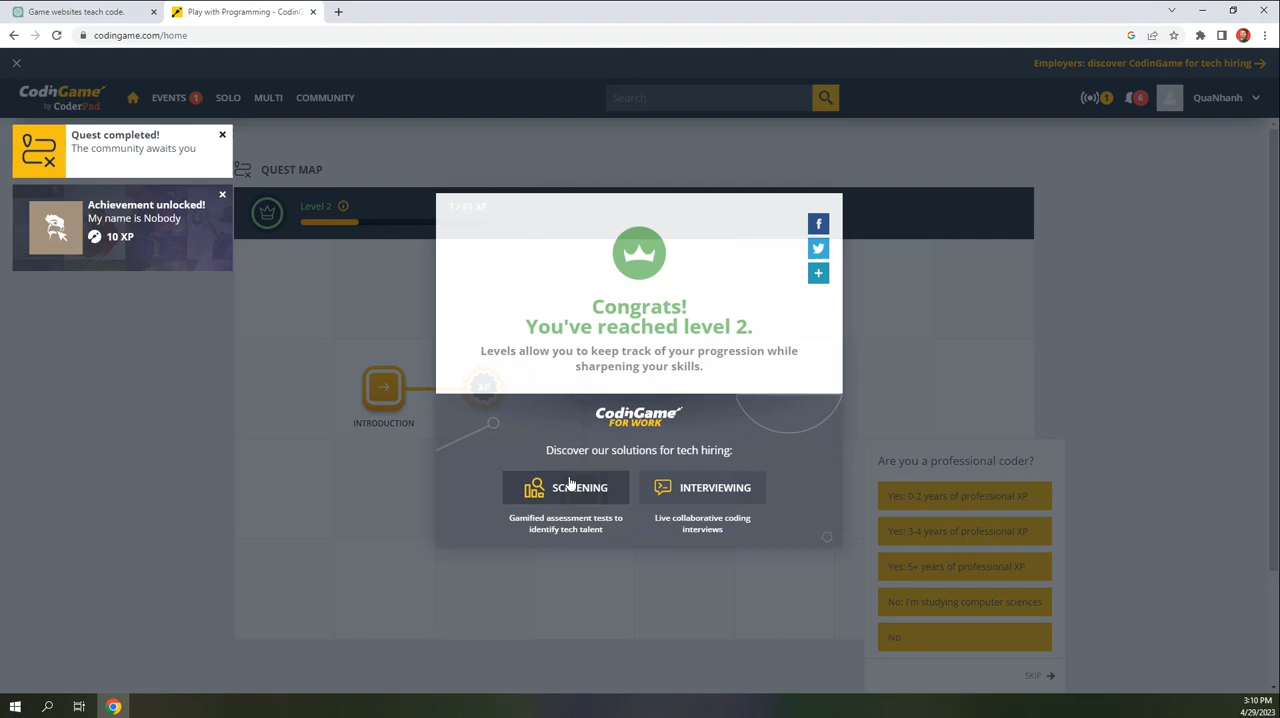 Game websites teach code.
Play with Programming - CodinG
codingame.com/home
Employers: discover CodinGame for tech hiring
CodinGame
by CoderPad
EVENTS 1
SOLO
MULTI
COMMUNITY
Search
1
6
QuaNhanh
Quest completed!
The community awaits you
QUEST MAP
Achievement unlocked!
My name is Nobody
10 XP
Level 2
7 / 61 XP
Congrats!
You've reached level 2.
Levels allow you to keep track of your progression while
sharpening your skills.
XP
INTRODUCTION
CodinGame
FOR WORK
Discover our solutions for tech hiring:
SCREENING
INTERVIEWING
Gamified assessment tests to
identify tech talent
Live collaborative coding
interviews
Are you a professional coder?
Yes: 0-2 years of professional XP
Yes: 3-4 years of professional XP
Yes: 5+ years of professional XP
No: I'm studying computer sciences
No
SKIP
3:10 PM
4/29/2023